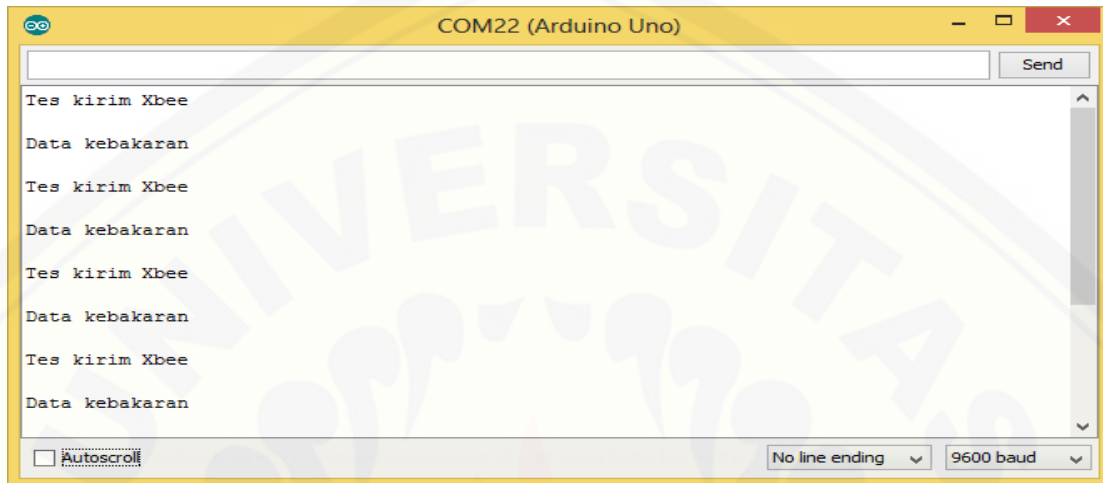 COM22 (Arduino Uno)
Send
Tes kirim Xbee
Data kebakaran
Tes kirim Xbee
Data kebakaran
Tes kirim Xbee
Data kebakaran
Tes kirim Xbee
Data kebakaran
Autoscroll
No line ending
9600 baud
UNIVERSITAS